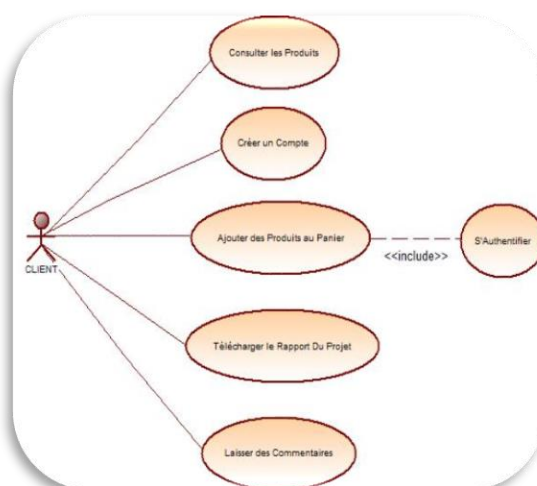 Consulter les Produits
Créer un Compte
Ajouter des Produits au Panier
S'Authentifier
<<include>>
CLIENT
Télécharger le Rapport Du Projet
Laisser des Commentaires